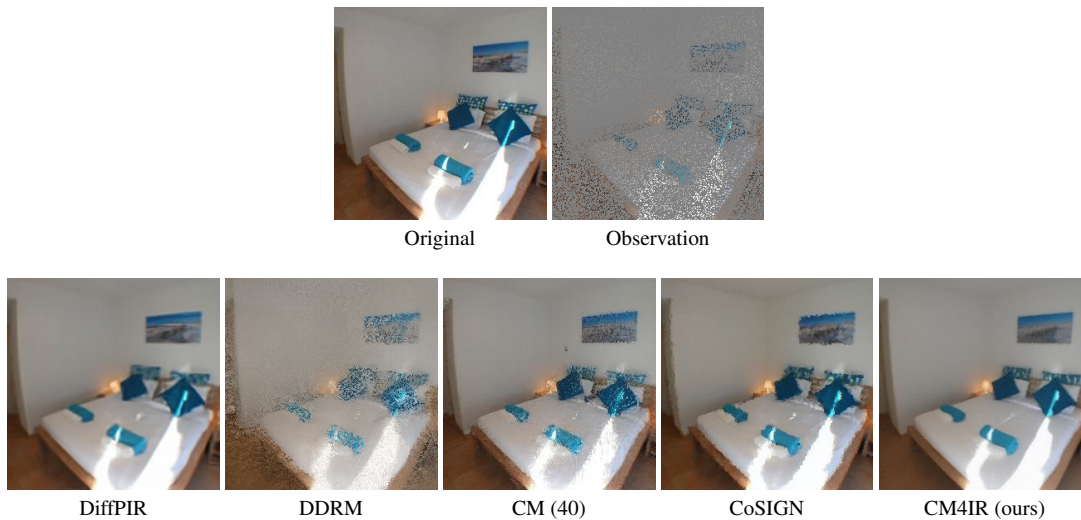 Original
Observation
DiffPIR
DDRM
CM (40)
CoSIGN
CM4IR (ours)